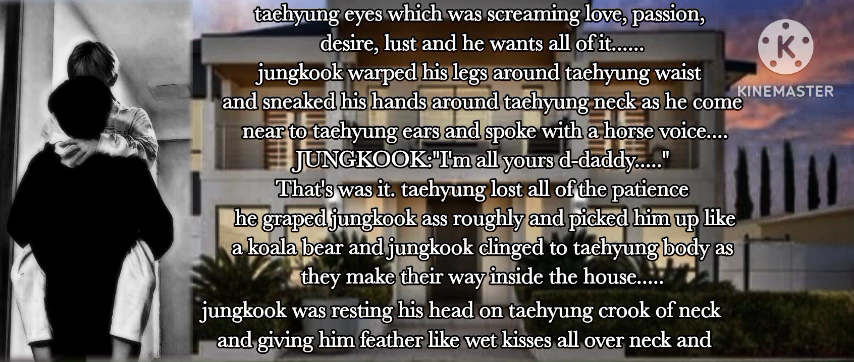 taehyung eyes which was screaming love, passion,
desire, lust and he wants all of it......
jungkook warped his legs around taehyung waist
and sneaked his hands around taehyung neck as he come
near to taehyung ears and spoke with a horse voice....
JUNGKOOK:"I'm all yours d-daddy....."
That's was it. taehyung lost all of the patience
he graped jungkook ass roughly and picked him up like
a koala bear and jungkook clinged to taehyung body as
they make their way inside the house.....
jungkook was resting his head on taehyung crook of neck
and giving him feather like wet kisses all over neck and
K
KINEMASTER